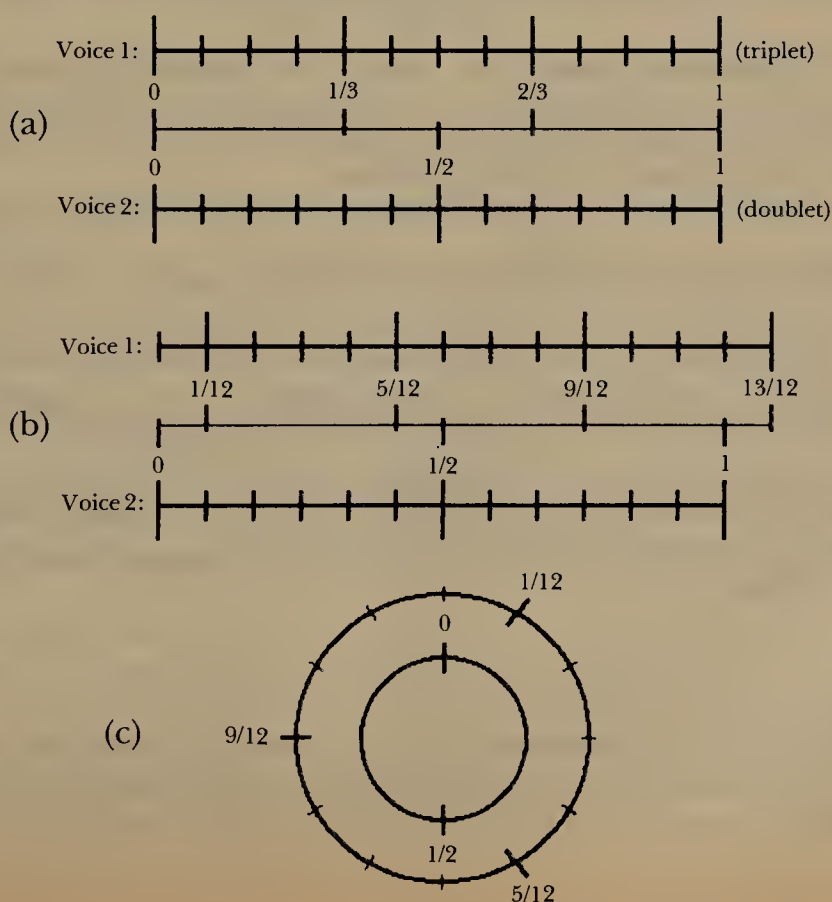 Voice 1: (triplet)
0 1/3 2/3 1
(a)
0 1/2 1
Voice 2: (doublet)
Voice 1:
1/12 5/12 9/12 13/12
(b)
0 1/2 1
Voice 2:
1/12
0
(c)
9/12
1/2
5/12